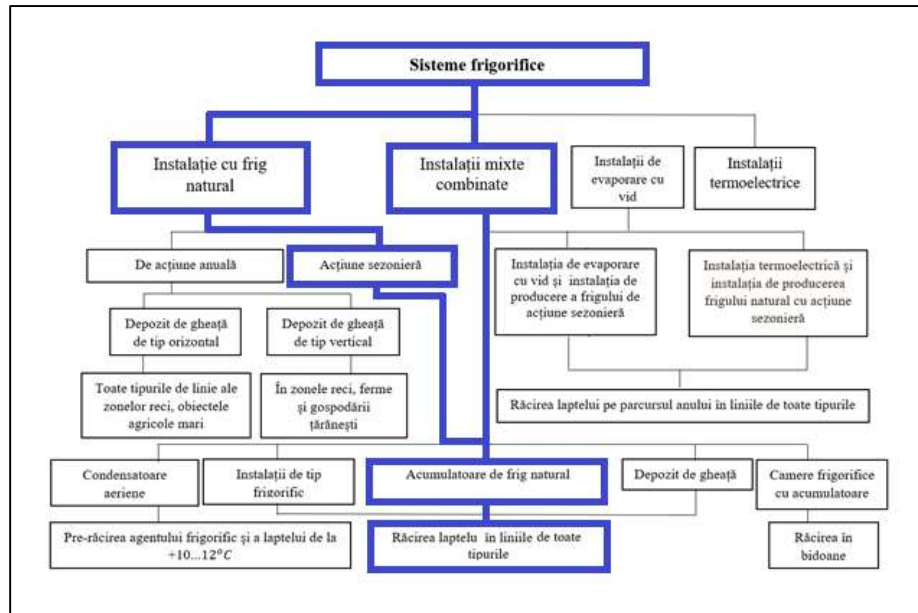 Sisteme frigorifice
Instalație cu frig
natural
Instalații mixte
combinate
Instalații de
evaporare cu
vid
Instalații
termoelectrice
De acțiune anuală
Acțiune sezonieră
Instalația de evaporare
cu vid și instalația de
producere a frigului de
acțiune sezonieră
Instalația termoelectrică și
instalația de producerea
frigului natural cu acțiune
sezonieră
Depozit de gheață
de tip orizontal
Depozit de gheață
de tip vertical
Toate tipurile de linie ale
zonelor reci, obiectele
agricole mari
În zonele reci, ferme
și gospodării
țărănești
Răcirea laptelui pe parcursul anului în liniile de toate tipurile
Condensatoare
aeriene
Instalații de tip
frigorific
Acumulatoare de frig natural
Depozit de gheață
Camere frigorifice
cu acumulatoare
Pre-răcirea agentului frigorific și a laptelui de la
+10…12°C
Răcirea laptelu în liniile de toate
tipurile
Răcirea în
bidoane